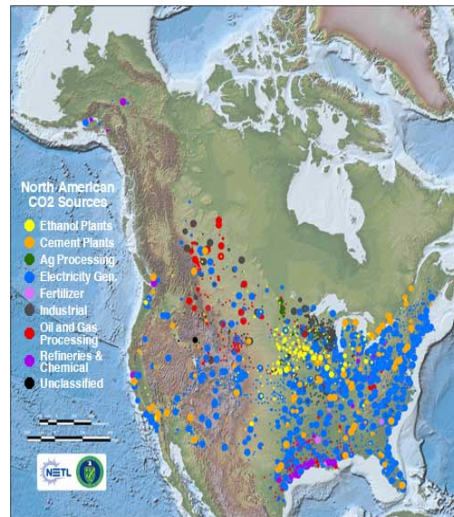 North American
CO2 Sources
Ethanol Plants
Cement Plants
Ag Processing
Electricity Gen.
Fertilizer
Industrial
Oil and Gas
Processing
Refineries &
Chemical
Unclassified
NETL